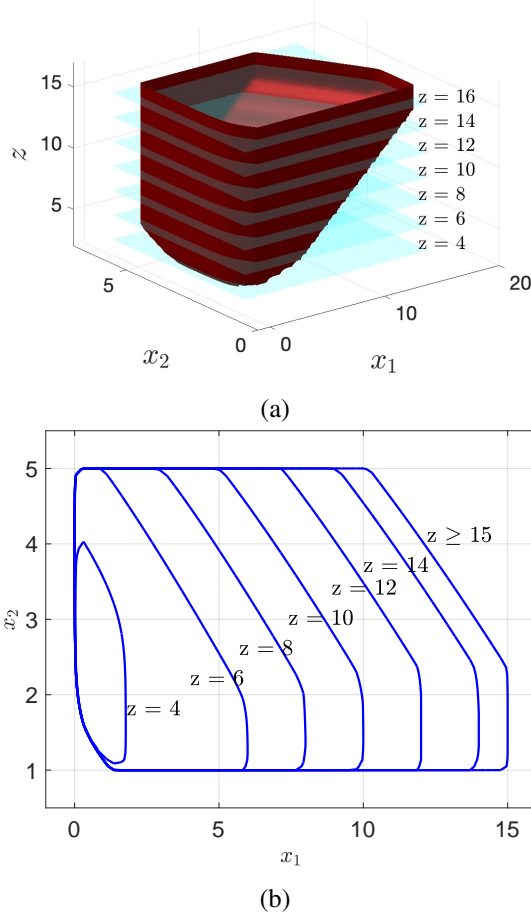 15
10
5
z
z = 16
z = 14
z = 12
z = 10
z = 8
z = 6
z = 4
5
0
0
10
20
x₂
x₁
(a)
5
4
3
2
1
x₂
z ≥ 15
z = 14
z = 12
z = 10
z = 8
z = 6
z = 4
0
5
10
15
x₁
(b)